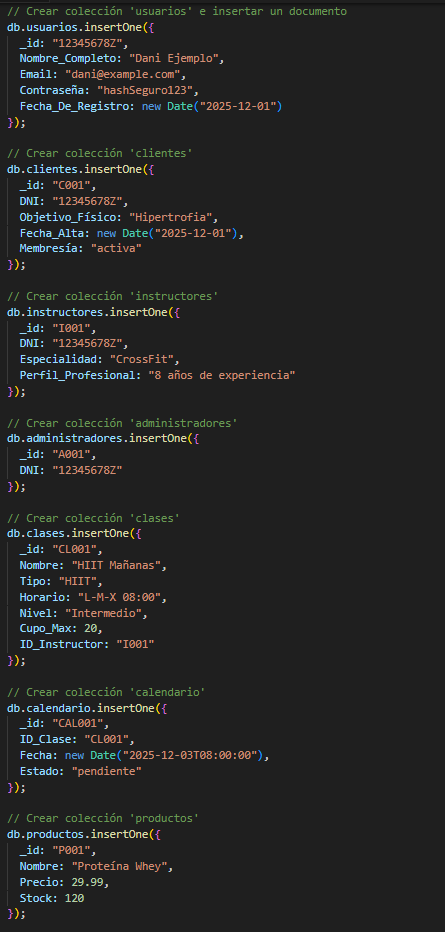 // Crear colección 'usuarios' e insertar un documento
db.usuarios.insertOne({
  _id: "12345678Z",
  Nombre_Completo: "Dani Ejemplo",
  Email: "dani@example.com",
  Contraseña: "hashSeguro123",
  Fecha_De_Registro: new Date("2025-12-01")
});

// Crear colección 'clientes'
db.clientes.insertOne({
  _id: "C001",
  DNI: "12345678Z",
  Objetivo_Físico: "Hipertrofia",
  Fecha_Alta: new Date("2025-12-01"),
  Membresía: "activa"
});

// Crear colección 'instructores'
db.instructores.insertOne({
  _id: "I001",
  DNI: "12345678Z",
  Especialidad: "CrossFit",
  Perfil_Profesional: "8 años de experiencia"
});

// Crear colección 'administradores'
db.administradores.insertOne({
  _id: "A001",
  DNI: "12345678Z"
});

// Crear colección 'clases'
db.clases.insertOne({
  _id: "CL001",
  Nombre: "HIIT Mañanas",
  Tipo: "HIIT",
  Horario: "L-M-X 08:00",
  Nivel: "Intermedio",
  Cupo_Max: 20,
  ID_Instructor: "I001"
});

// Crear colección 'calendario'
db.calendario.insertOne({
  _id: "CAL001",
  ID_Clase: "CL001",
  Fecha: new Date("2025-12-03T08:00:00"),
  Estado: "pendiente"
});

// Crear colección 'productos'
db.productos.insertOne({
  _id: "P001",
  Nombre: "Proteína Whey",
  Precio: 29.99,
  Stock: 120
});